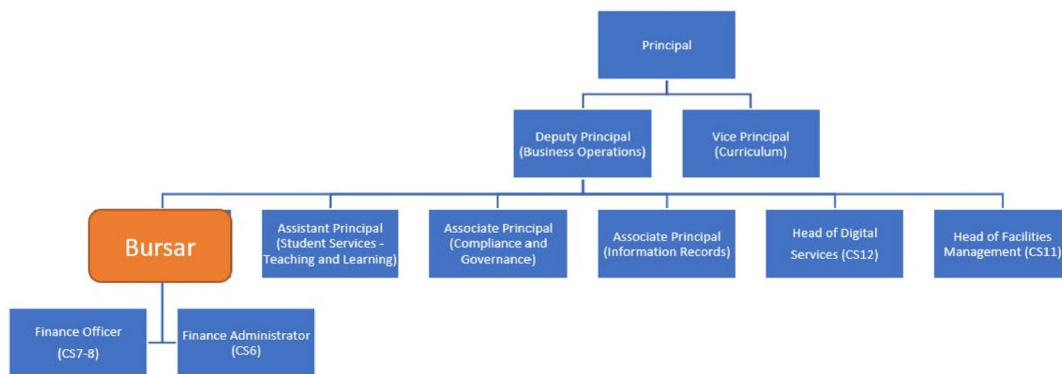 Principal
Deputy Principal
(Business Operations)
Vice Principal
(Curriculum)
Bursar
Assistant Principal
(Student Services -
Teaching and Learning)
Associate Principal
(Compliance and
Governance)
Associate Principal
(Information Records)
Head of Digital
Services (CS12)
Head of Facilities
Management (CS11)
Finance Officer
(CS7-8)
Finance Administrator
(CS6)